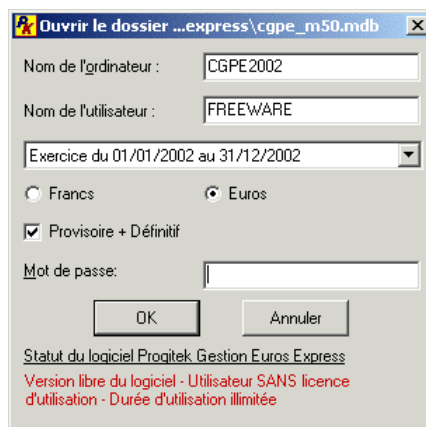 Ouvrir le dossier ...express\cgpe_m50.mdb
Nom de l'ordinateur : CGPE2002
Nom de l'utilisateur : FREEWARE
Exercice du 01/01/2002 au 31/12/2002
Francs Euros
Provisoire + Définitif
Mot de passe:
OK Annuler
Statut du logiciel Progitek Gestion Euros Express
Version libre du logiciel - Utilisateur SANS licence
d'utilisation - Durée d'utilisation illimitée